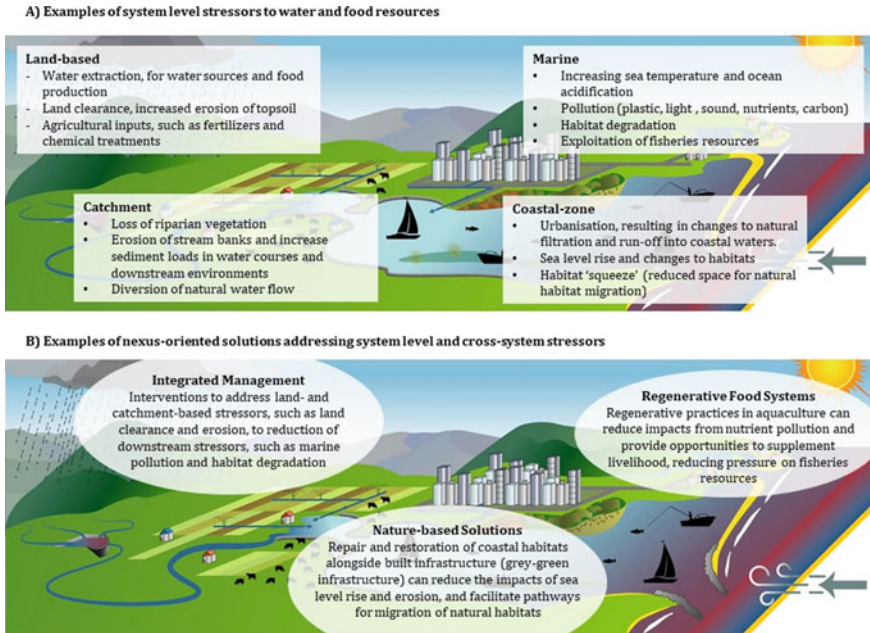 A) Examples of system level stressors to water and food resources
Land-based
- Water extraction, for water sources and food
production
- Land clearance, increased erosion of topsoil
- Agricultural inputs, such as fertilizers and
chemical treatments
Marine
• Increasing sea temperature and ocean
acidification
• Pollution (plastic, light , sound, nutrients, carbon)
• Habitat degradation
• Exploitation of fisheries resources
Catchment
• Loss of riparian vegetation
• Erosion of stream banks and increase
sediment loads in water courses and
downstream environments
• Diversion of natural water flow
Coastal-zone
• Urbanisation, resulting in changes to natural
filtration and run-off into coastal waters.
• Sea level rise and changes to habitats
• Habitat ‘squeeze’ (reduced space for natural
habitat migration)
B) Examples of nexus-oriented solutions addressing system level and cross-system stressors
Integrated Management
Interventions to address land- and
catchment-based stressors, such as land
clearance and erosion, to reduction of
downstream stressors, such as marine
pollution and habitat degradation
Regenerative Food Systems
Regenerative practices in aquaculture can
reduce impacts from nutrient pollution and
provide opportunities to supplement
livelihood, reducing pressure on fisheries
resources
Nature-based Solutions
Repair and restoration of coastal habitats
alongside built infrastructure (grey-green
infrastructure) can reduce the impacts of sea
level rise and erosion, and facilitate pathways
for migration of natural habitats